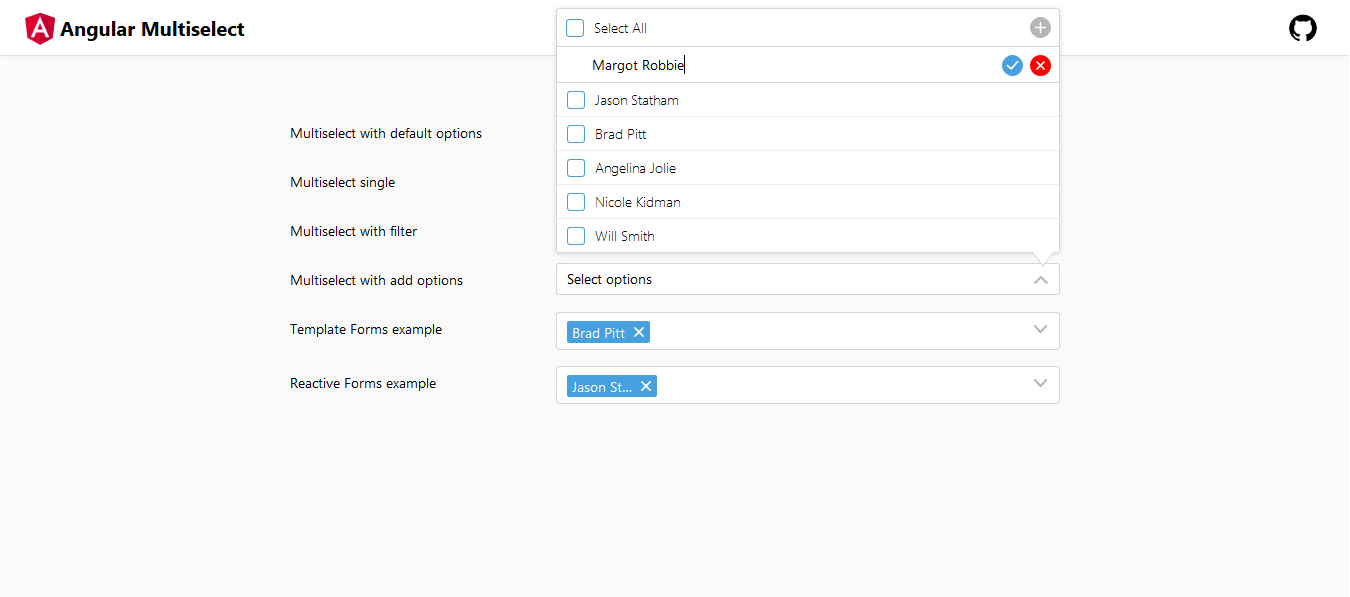 Angular Multiselect
Select All
Margot Robbie
Jason Statham
Multiselect with default options
Brad Pitt
Angelina Jolie
Multiselect single
Nicole Kidman
Multiselect with filter
Will Smith
Multiselect with add options
Select options
Template Forms example
Brad Pitt
Reactive Forms example
Jason St...